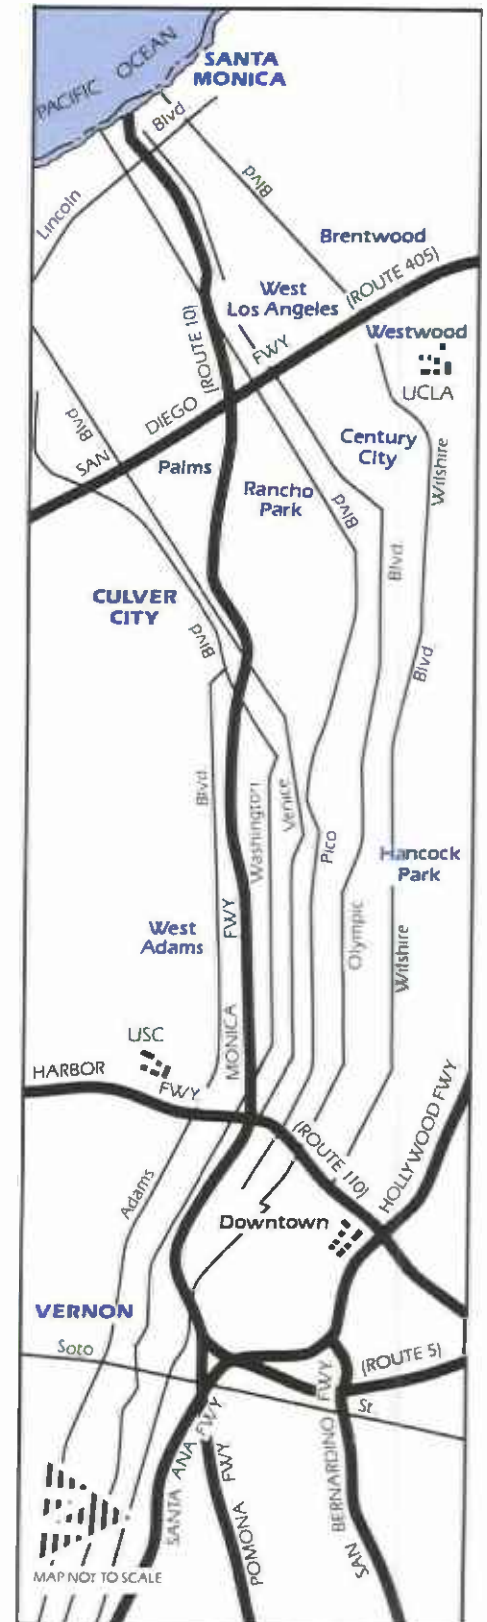 PACIFIC OCEAN
SANTA
MONICA
Blvd
Lincoln
Blvd
Brentwood
West
Los Angeles
(ROUTE 405)
(ROUTE 10)
FWY
Westwood
UCLA
DIEGO
Blvd
SAN
Palms
Century
City
Rancho
Park
Blvd
Wilshire
Blvd.
CULVER
CITY
Blvd
Blvd
Blvd.
Washington
Venice
Pico
Hancock
Park
West
Adams
FWY
Olympic
Wilshire
MONICA
USC
HARBOR
FWY
(ROUTE 110)
HOLLYWOOD FWY
Adams
Downtown
VERNON
Soto
(ROUTE 5)
FWY
St
FWY
SANTA ANA
FWY
POMONA
BERNARDINO
SAN
MAP NOT TO SCALE